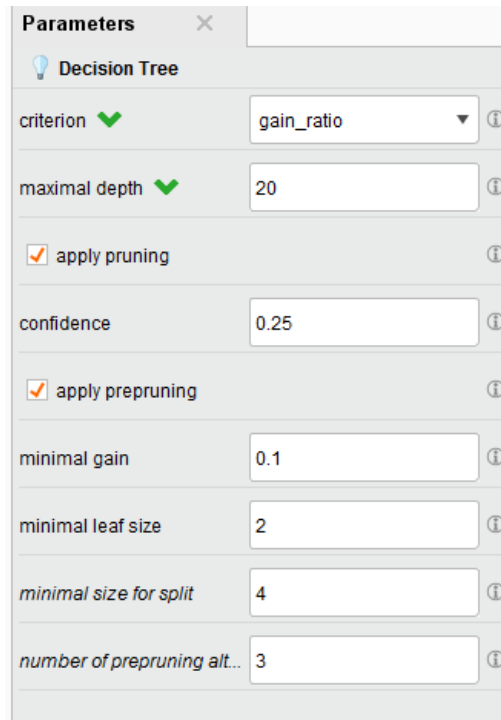 Parameters
Decision Tree
criterion gain_ratio
maximal depth 20
apply pruning
confidence 0.25
apply prepruning
minimal gain 0.1
minimal leaf size 2
minimal size for split 4
number of prepruning alt... 3